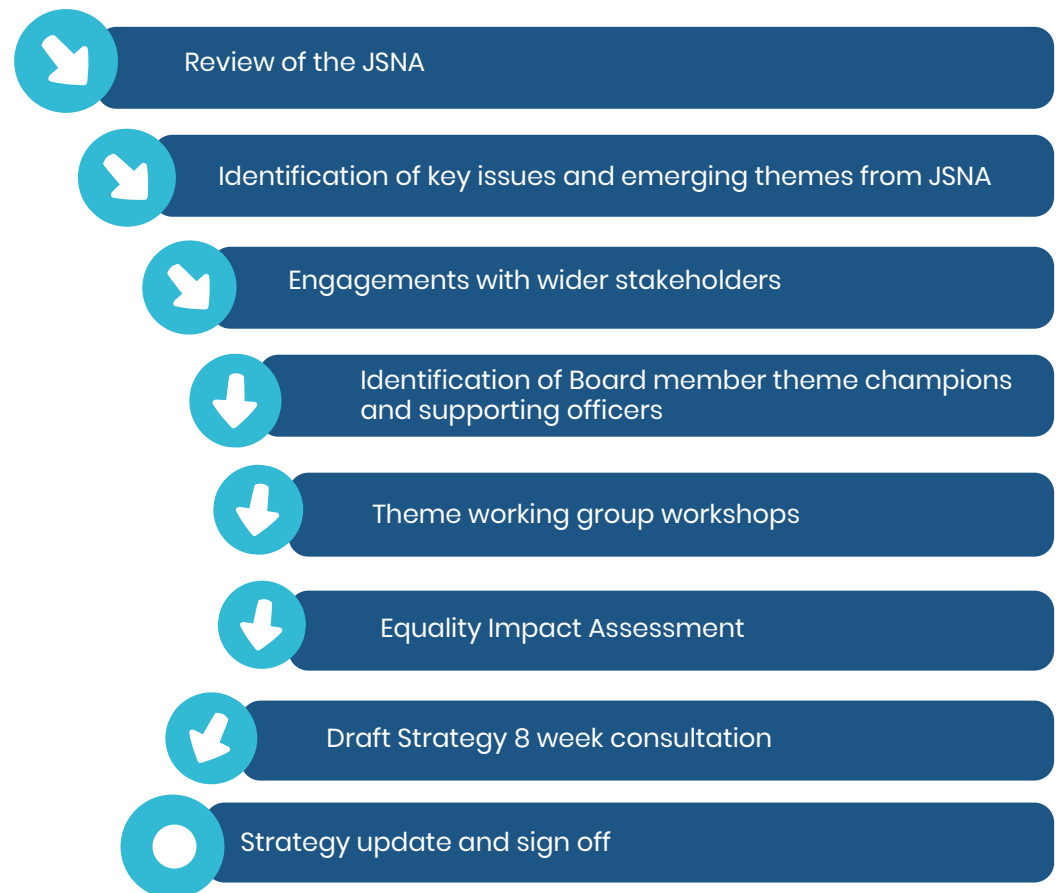 Review of the JSNA
Identification of key issues and emerging themes from JSNA
Engagements with wider stakeholders
Identification of Board member theme champions
and supporting officers
Theme working group workshops
Equality Impact Assessment
Draft Strategy 8 week consultation
Strategy update and sign off